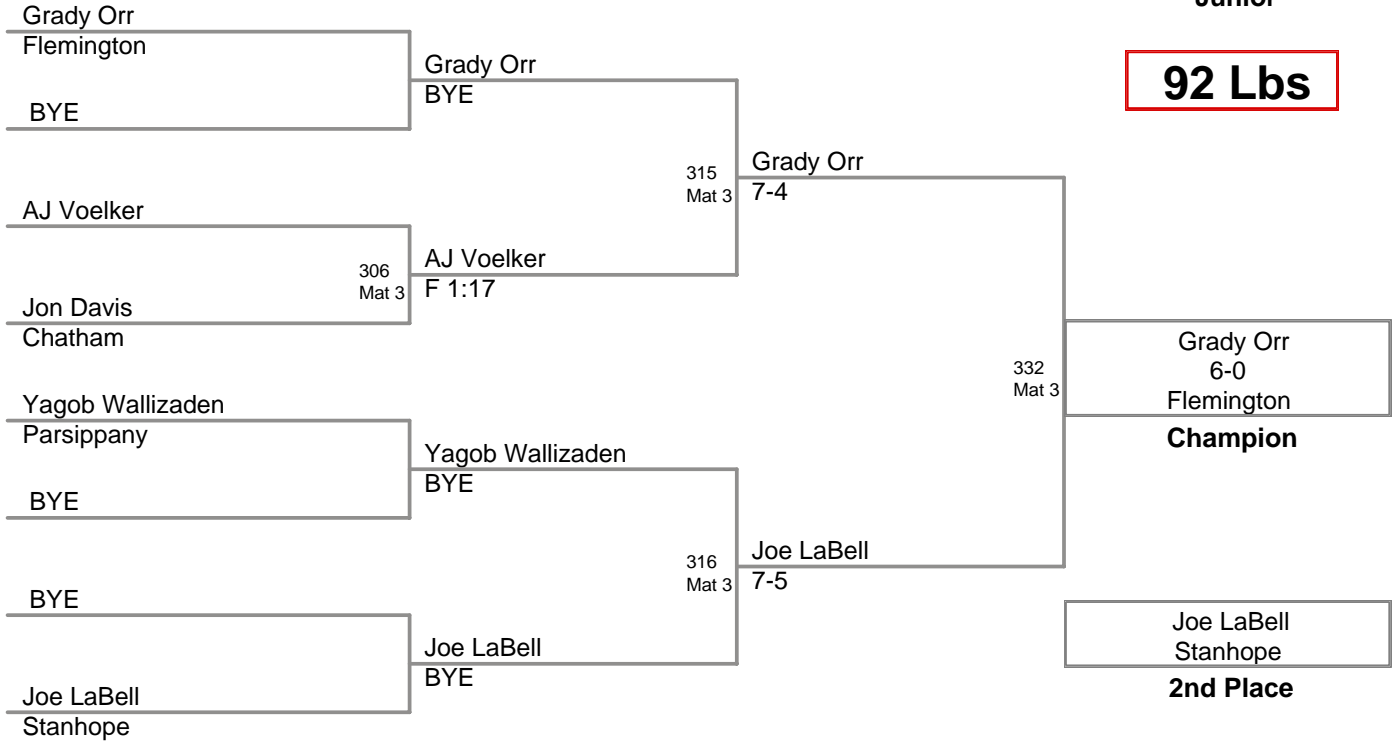 Junior
92 Lbs
Grady Orr
Flemington
BYE
AJ Voelker
Jon Davis
Chatham
Yagob Wallizaden
Parsippany
BYE
BYE
Joe LaBell
Stanhope
Grady Orr
BYE
306
Mat 3
AJ Voelker
F 1:17
Yagob Wallizaden
BYE
Joe LaBell
BYE
315
Mat 3
Grady Orr
7-4
316
Mat 3
Joe LaBell
7-5
332
Mat 3
Grady Orr
6-0
Flemington
Champion
Joe LaBell
Stanhope
2nd Place